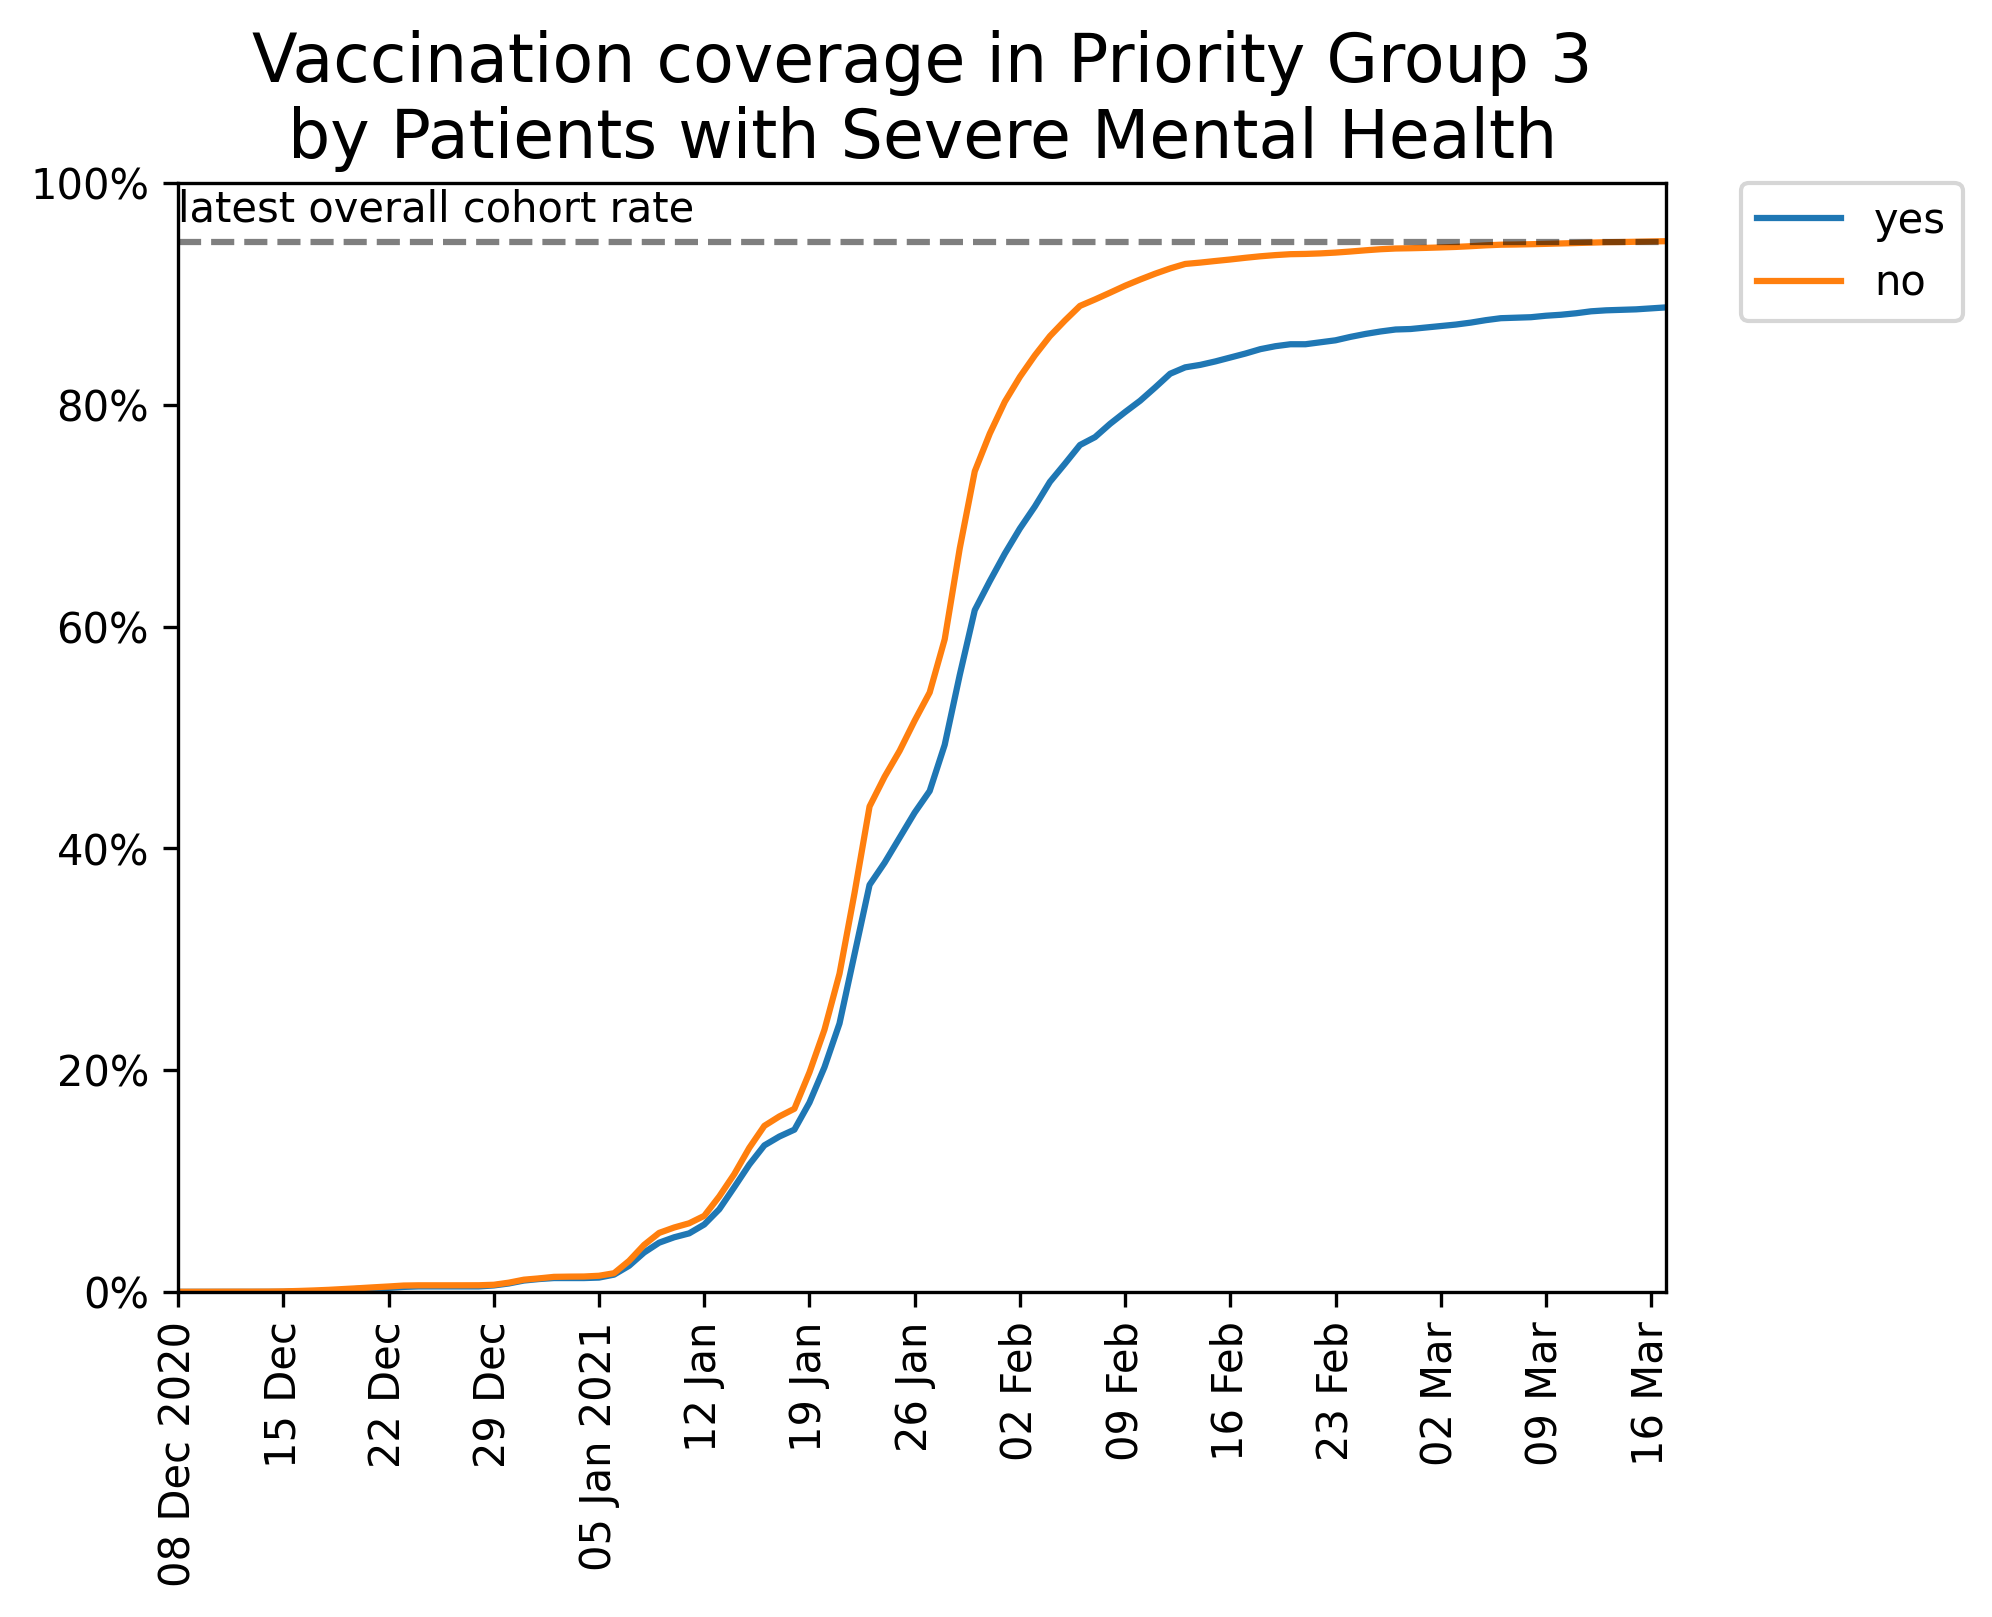 Vaccination coverage in Priority Group 3
by Patients with Severe Mental Health
100%
latest overall cohort rate
yes
no
80%
60%
40%
20%
0%
08 Dec 2020
15 Dec
22 Dec
29 Dec
05 Jan 2021
12 Jan
19 Jan
26 Jan
02 Feb
09 Feb
16 Feb
23 Feb
02 Mar
09 Mar
16 Mar